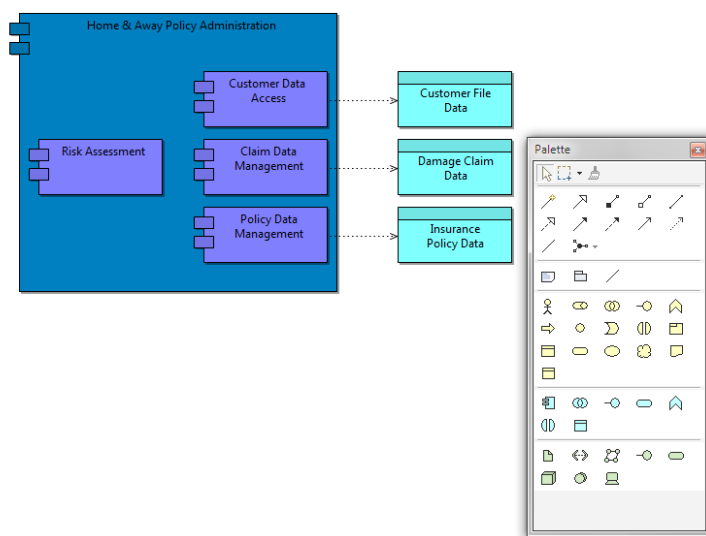 Home & Away Policy Administration
Customer Data
Access
Customer File
Data
Risk Assessment
Claim Data
Management
Damage Claim
Data
Policy Data
Management
Insurance
Policy Data
Palette